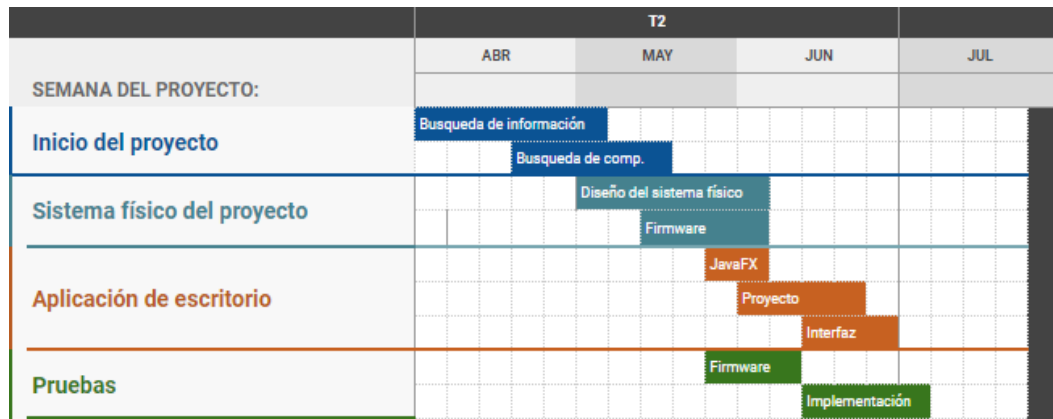 T2
ABR MAY JUN JUL
SEMANA DEL PROYECTO:
Inicio del proyecto
Busqueda de información
Busqueda de comp.
Sistema físico del proyecto
Diseño del sistema físico
Firmware
Aplicación de escritorio
JavaFX
Proyecto
Interfaz
Pruebas
Firmware
Implementación